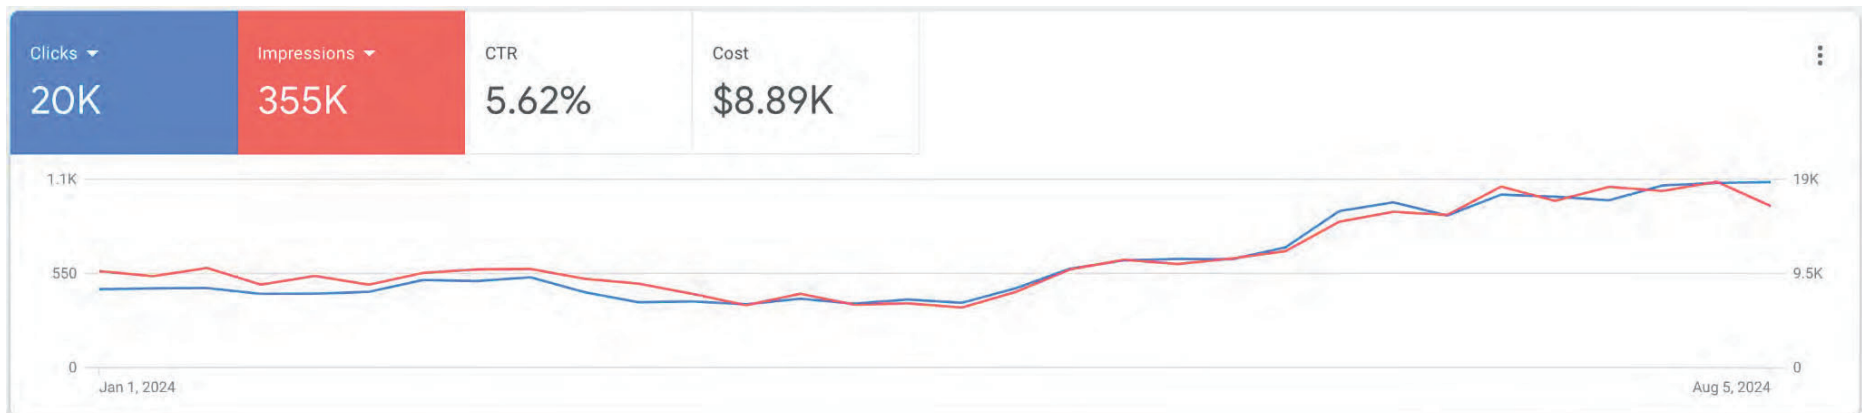 Clicks
20K
Impressions
355K
CTR
5.62%
Cost
$8.89K
1.1K
19K
550
9.5K
0
0
Jan 1, 2024
Aug 5, 2024